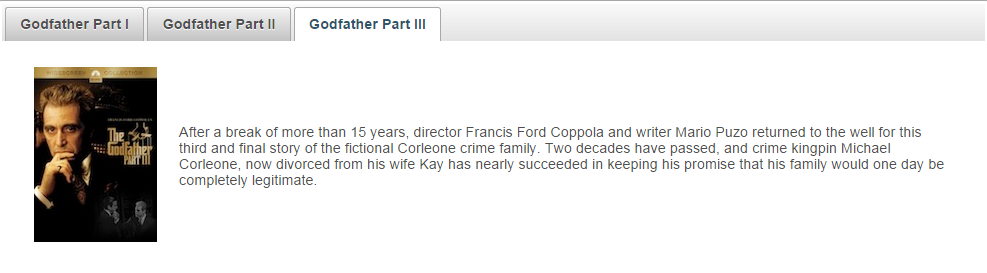 Godfather Part I
Godfather Part II
Godfather Part III
WIDESCREEN COLLECTION
The
Godfather
PART III
After a break of more than 15 years, director Francis Ford Coppola and writer Mario Puzo returned to the well for this
third and final story of the fictional Corleone crime family. Two decades have passed, and crime kingpin Michael
Corleone, now divorced from his wife Kay has nearly succeeded in keeping his promise that his family would one day be
completely legitimate.